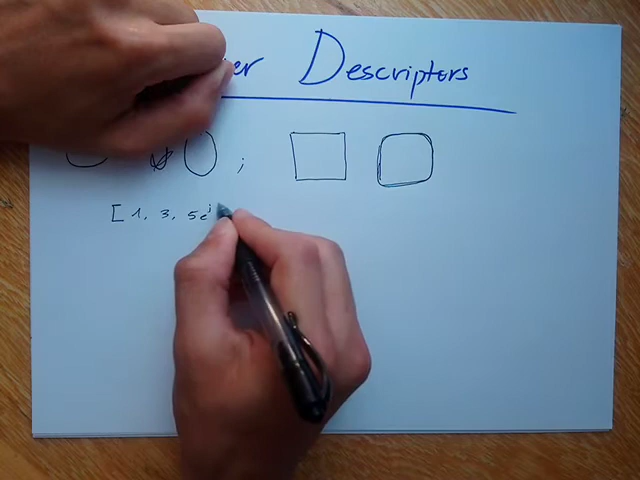 er Descriptors
;
[ 1, 3, 5e^j